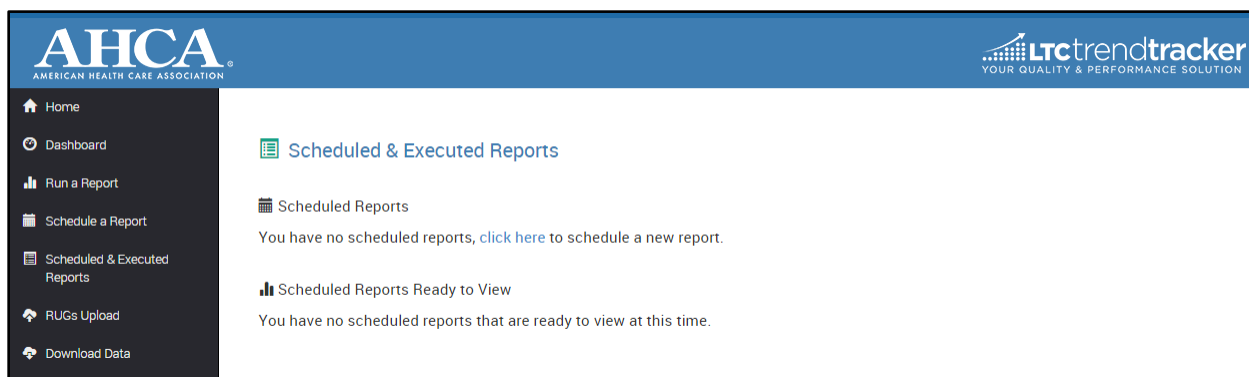 AHCA®
AMERICAN HEALTH CARE ASSOCIATION
LTCtrendtracker
YOUR QUALITY & PERFORMANCE SOLUTION
Home
Dashboard
Run a Report
Schedule a Report
Scheduled & Executed
Reports
RUGs Upload
Download Data
Scheduled & Executed Reports
Scheduled Reports
You have no scheduled reports, click here to schedule a new report.
Scheduled Reports Ready to View
You have no scheduled reports that are ready to view at this time.